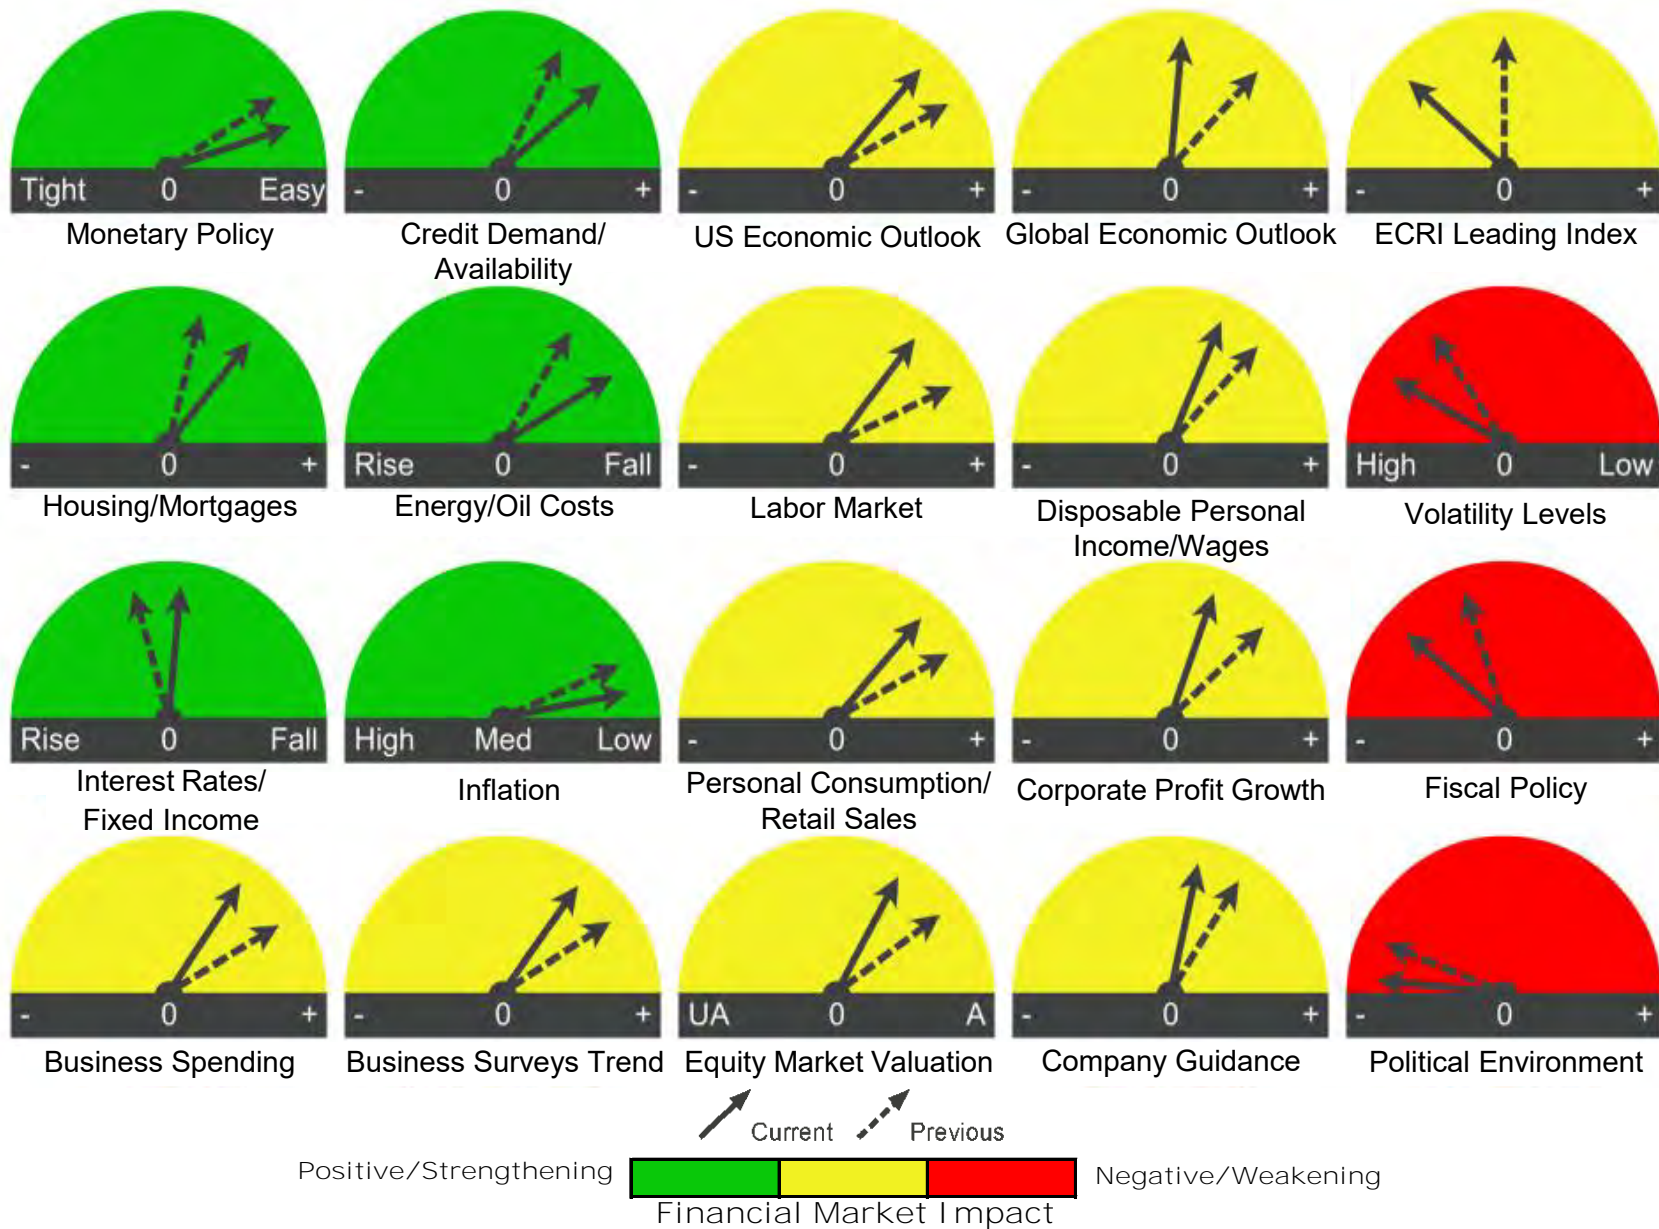 Tight 0 Easy
- 0 +
- 0 +
- 0 +
- 0 +
Monetary Policy
Credit Demand/
Availability
US Economic Outlook
Global Economic Outlook
ECRI Leading Index
- 0 +
Rise 0 Fall
- 0 +
- 0 +
High 0 Low
Housing/Mortgages
Energy/Oil Costs
Labor Market
Disposable Personal
Income/Wages
Volatility Levels
Rise 0 Fall
High Med Low
- 0 +
- 0 +
- 0 +
Interest Rates/
Fixed Income
Inflation
Personal Consumption/
Retail Sales
Corporate Profit Growth
Fiscal Policy
- 0 +
- 0 +
UA 0 A
- 0 +
- 0 +
Business Spending
Business Surveys Trend
Equity Market Valuation
Company Guidance
Political Environment
Current Previous
Positive/Strengthening
Negative/Weakening
Financial Market Impact